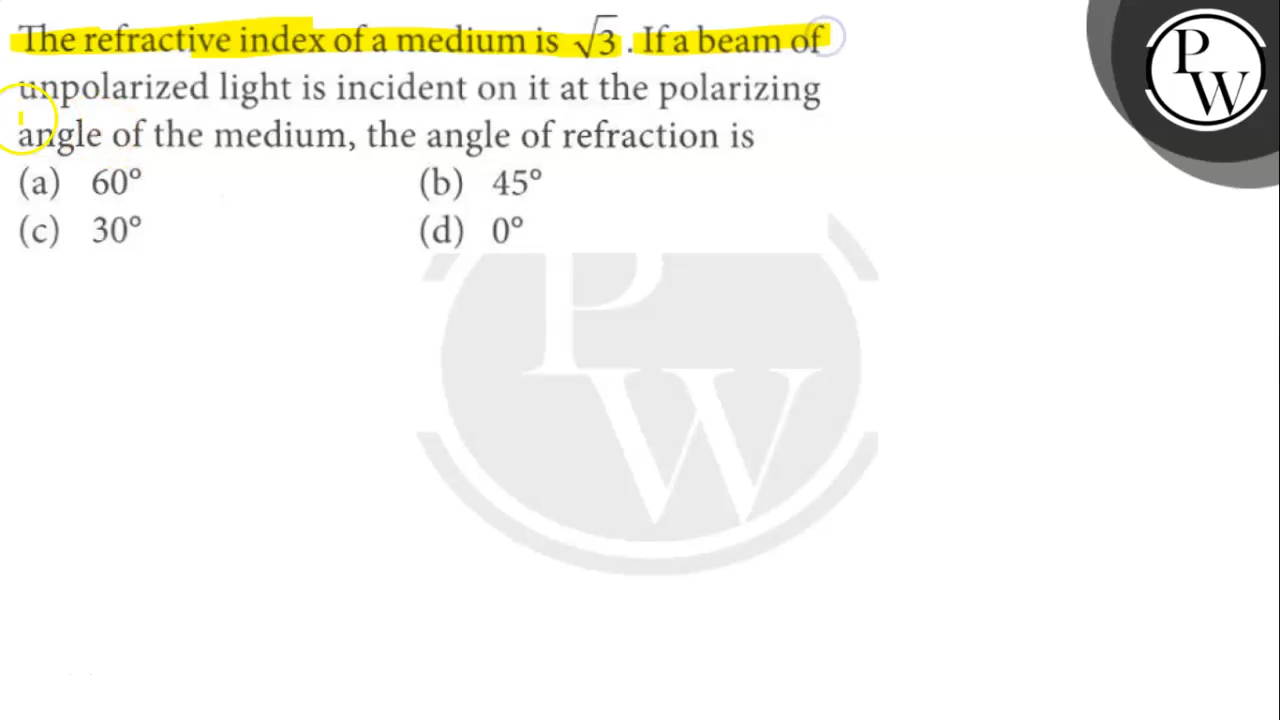 The refractive index of a medium is √3 . If a beam of
unpolarized light is incident on it at the polarizing
angle of the medium, the angle of refraction is
(a) 60° (b) 45°
(c) 30° (d) 0°
P
W
P
W